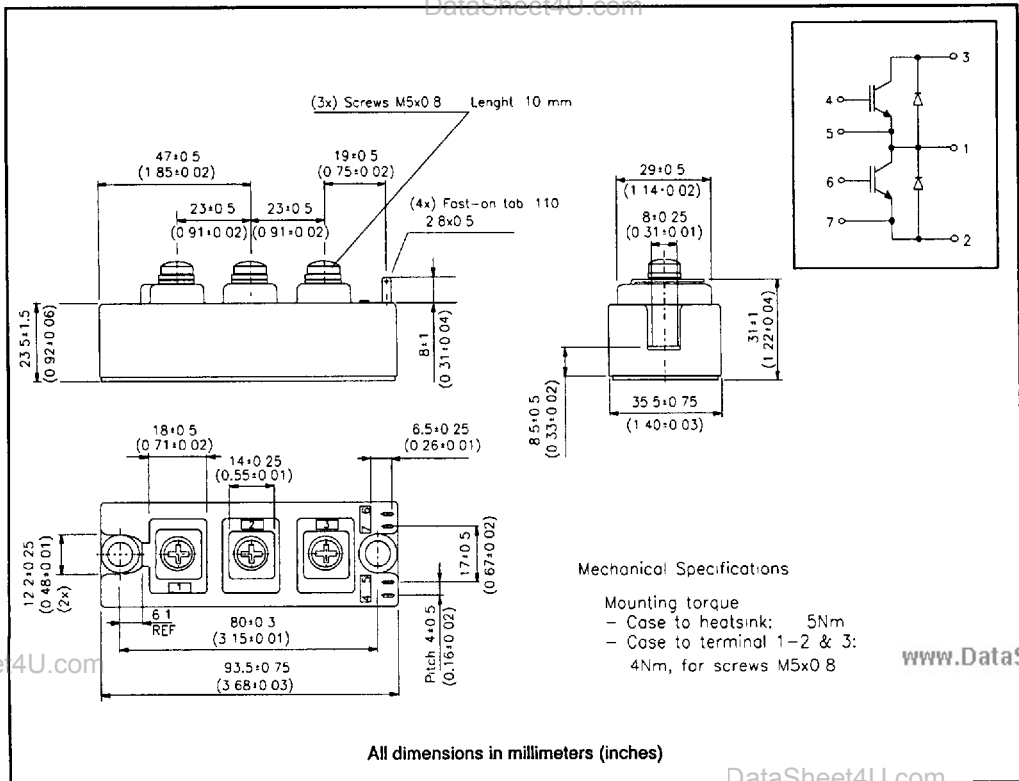 DataSheet4U.com
(3x) Screws M5x0 8 Lenght 10 mm
47±0 5
(1 85±0 02)
19±0 5
(0 75±0 02)
23±0 5
(0 91±0 02)
23±0 5
(0 91±0 02)
(4x) Fast-on tab 110
2 8x0 5
23 5±1.5
(0 92±0 06)
8±1
(0 31±0 04)
29±0 5
(1 14±0 02)
8±0 25
(0 31±0 01)
31±1
(1 22±0 04)
8 5±0 5
(0 33±0 02)
35 5±0 75
(1 40±0 03)
3
4
5
1
6
7
2
18±0 5
(0 71±0 02)
14±0 25
(0.55±0 01)
6.5±0 25
(0 26±0 01)
12 2±0 25
(0 48±0 01)
(2x)
1
2
3
7 6
4 5
17±0 5
(0 67±0 02)
6 1
REF
80±0 3
(3 15±0 01)
93.5±0 75
(3 68±0 03)
Pitch 4±0 5
(0.16±0 02)
Mechanical Specifications
Mounting torque
– Case to heatsink: 5Nm
– Case to terminal 1-2 & 3:
4Nm, for screws M5x0 8
et4U.com
www.DataS
All dimensions in millimeters (inches)
DataSheet4U.com